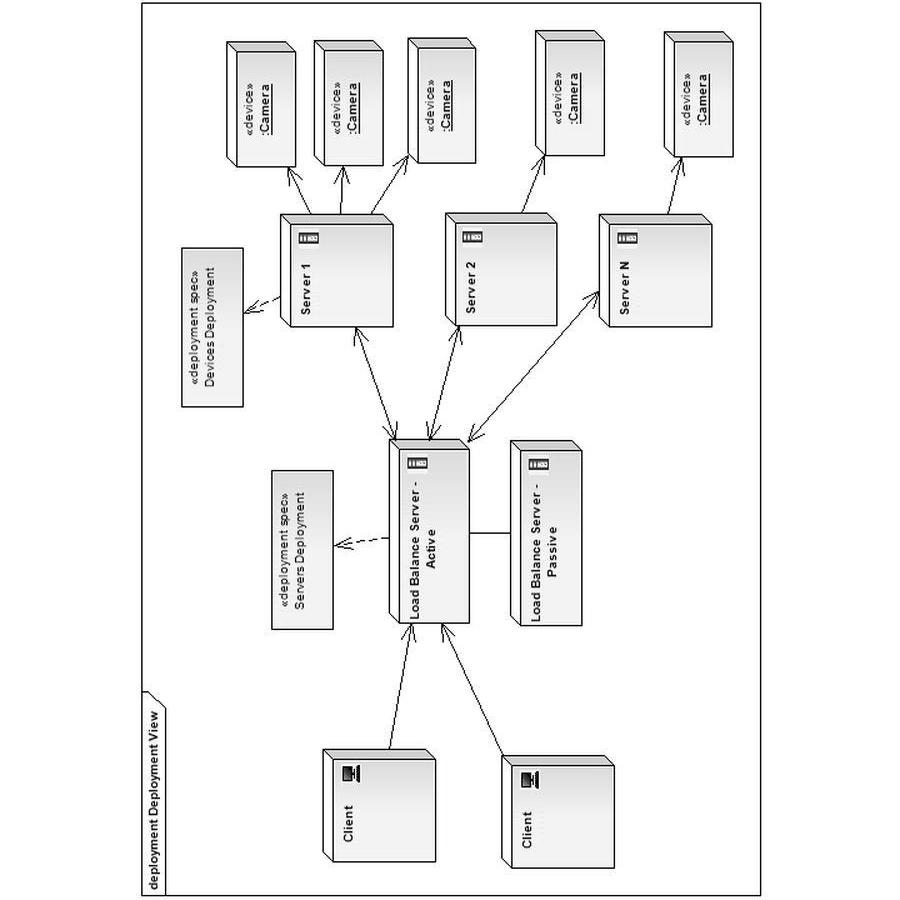 deployment Deployment View
«deployment spec»
Devices Deployment
«device»
:Camera
«deployment spec»
Servers Deployment
Server 1
«device»
:Camera
Client
Load Balance Server -
Active
«device»
:Camera
Server 2
Client
Load Balance Server -
Passive
«device»
:Camera
Server N
«device»
:Camera